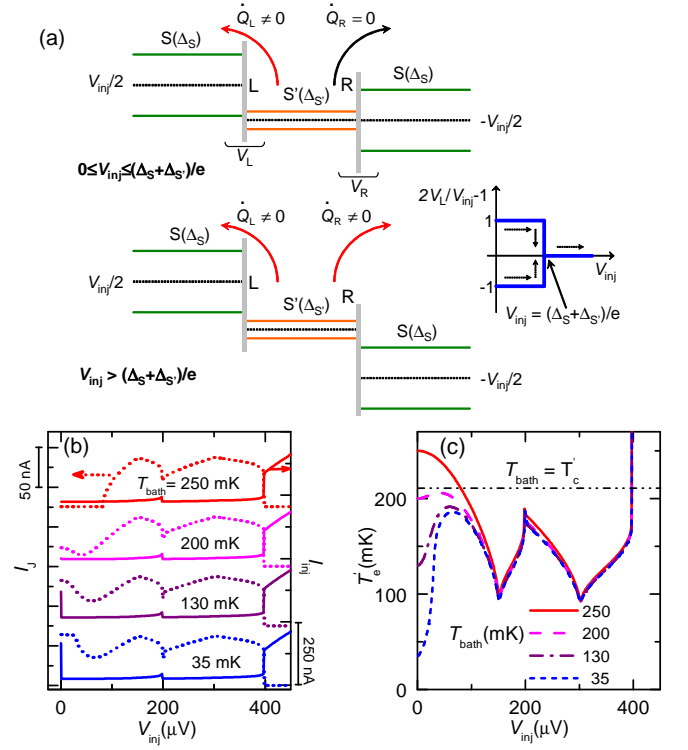 (a)
Q̇L ≠ 0
Q̇R = 0
S(ΔS)
Vinj/2
L
R
S'(ΔS')
S(ΔS)
-Vinj/2
VL
VR
0≤Vinj≤(ΔS+ΔS')/e
Q̇L ≠ 0
Q̇R ≠ 0
S(ΔS)
Vinj/2
L
R
S'(ΔS')
S(ΔS)
-Vinj/2
Vinj > (ΔS+ΔS')/e
2VL/Vinj-1
1
-1
Vinj
Vinj = (ΔS+ΔS')/e
(b)
50 nA
Tbath = 250 mK
200 mK
130 mK
35 mK
IJ
Iinj
250 nA
0 200 400
Vinj(μV)
(c)
Tbath = Tc'
200
100
0
Te'(mK)
Tbath(mK)
250
200
130
35
0 200 400
Vinj(μV)